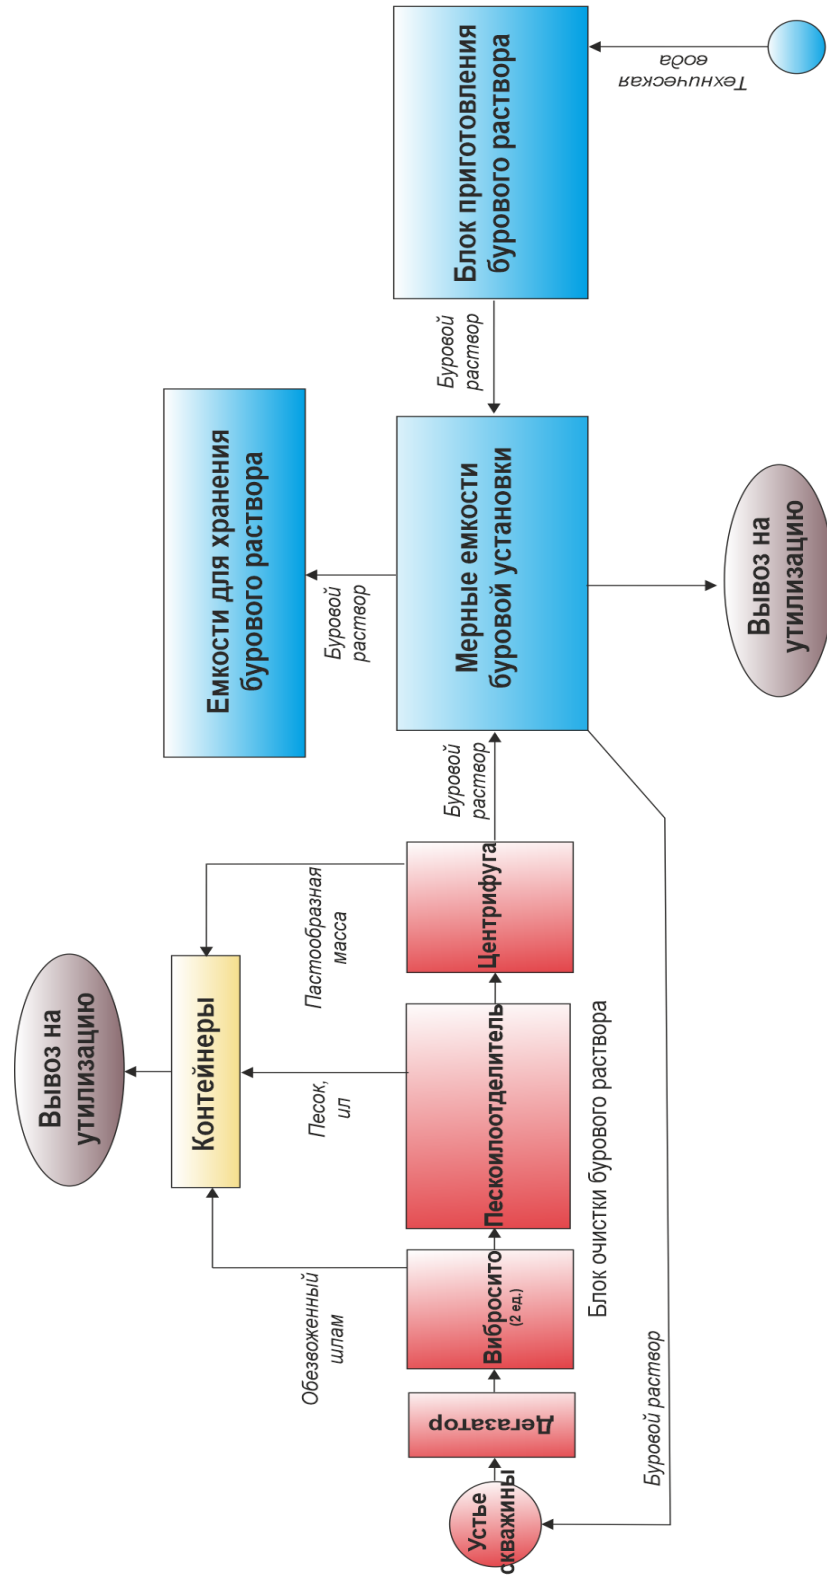 Вывоз на
утилизацию
Контейнеры
Обезвоженный
шлам
Песок,
ил
Пастообразная
масса
Емкости для хранения
бурового раствора
Буровой
раствор
Устье
скважины
Дегазатор
Вибросито
(2 ед.)
Пескоилоотделитель
Центрифуга
Буровой
раствор
Мерные емкости
буровой установки
Буровой
раствор
Блок приготовления
бурового раствора
Техническая
вода
Блок очистки бурового раствора
Буровой раствор
Вывоз на
утилизацию